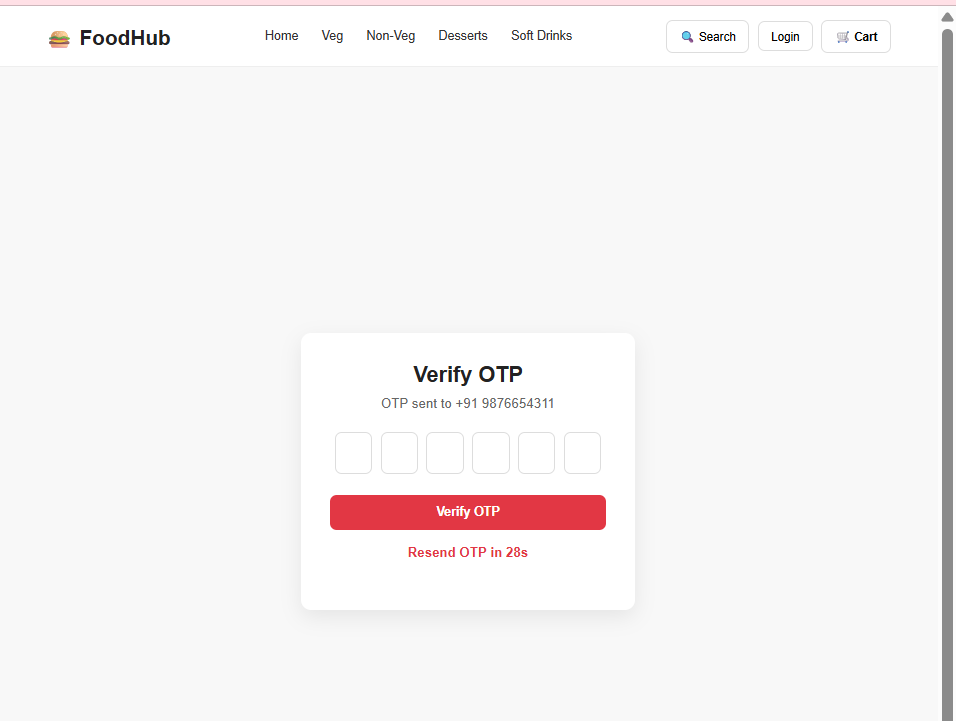 FoodHub
Home Veg Non-Veg Desserts Soft Drinks
Search Login Cart
Verify OTP
OTP sent to +91 9876654311
Verify OTP
Resend OTP in 28s